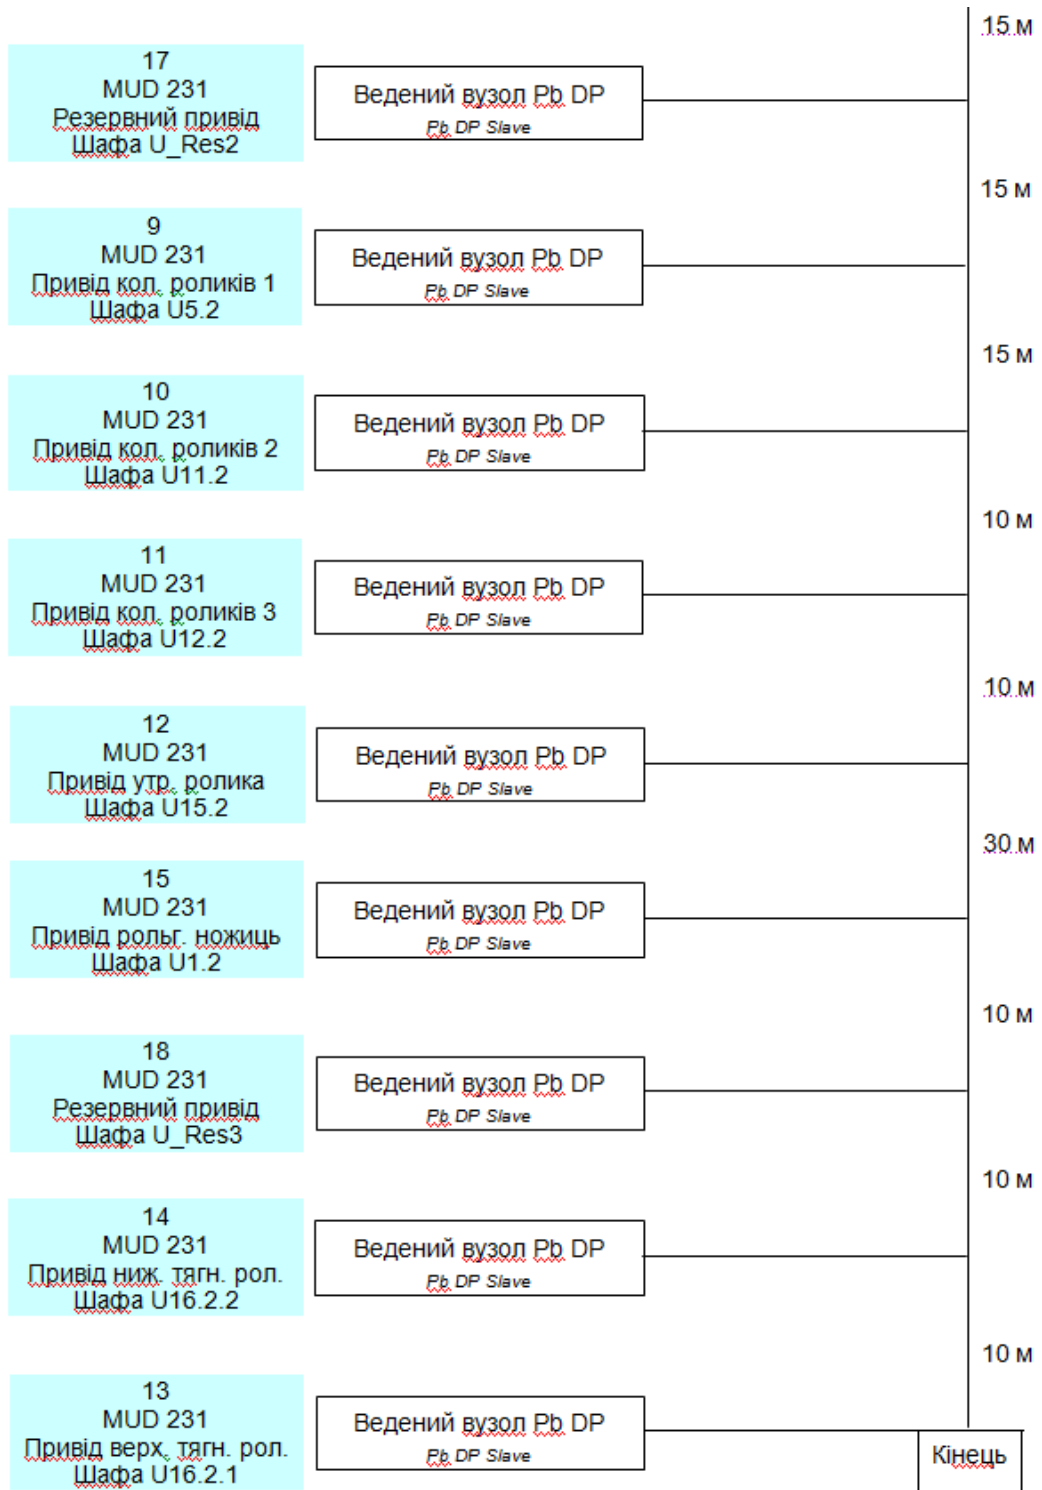 15 м
17
MUD 231
Резервний привід
Шафа U_Res2
Ведений вузол Pb DP
Pb DP Slave
15 м
9
MUD 231
Привід кол. роликів 1
Шафа U5.2
Ведений вузол Pb DP
Pb DP Slave
15 м
10
MUD 231
Привід кол. роликів 2
Шафа U11.2
Ведений вузол Pb DP
Pb DP Slave
10 м
11
MUD 231
Привід кол. роликів 3
Шафа U12.2
Ведений вузол Pb DP
Pb DP Slave
10 м
12
MUD 231
Привід утр. ролика
Шафа U15.2
Ведений вузол Pb DP
Pb DP Slave
30 м
15
MUD 231
Привід рольг. ножиць
Шафа U1.2
Ведений вузол Pb DP
Pb DP Slave
10 м
18
MUD 231
Резервний привід
Шафа U_Res3
Ведений вузол Pb DP
Pb DP Slave
10 м
14
MUD 231
Привід ниж. тягн. рол.
Шафа U16.2.2
Ведений вузол Pb DP
Pb DP Slave
10 м
13
MUD 231
Привід верх. тягн. рол.
Шафа U16.2.1
Ведений вузол Pb DP
Pb DP Slave
Кінець